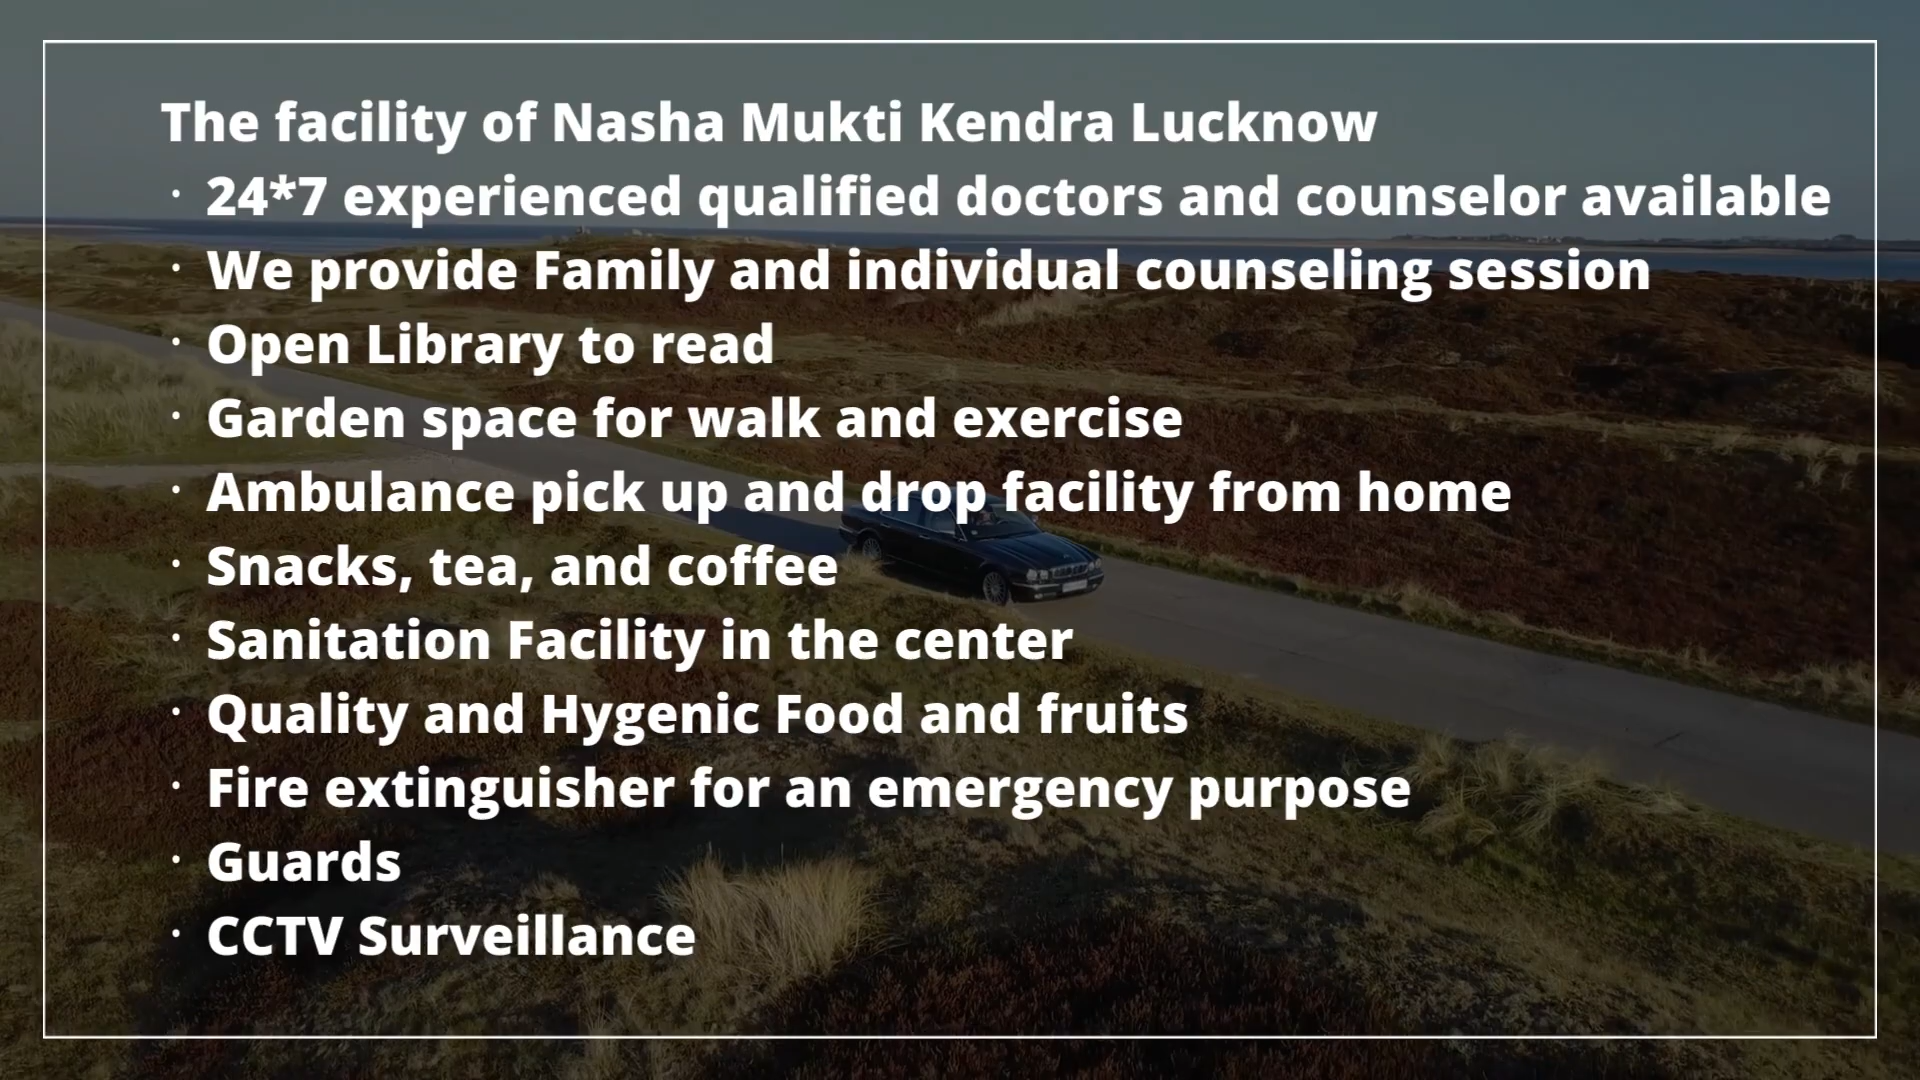 The facility of Nasha Mukti Kendra Lucknow
· 24*7 experienced qualified doctors and counselor available
· We provide Family and individual counseling session
· Open Library to read
· Garden space for walk and exercise
· Ambulance pick up and drop facility from home
· Snacks, tea, and coffee
· Sanitation Facility in the center
· Quality and Hygenic Food and fruits
· Fire extinguisher for an emergency purpose
· Guards
· CCTV Surveillance